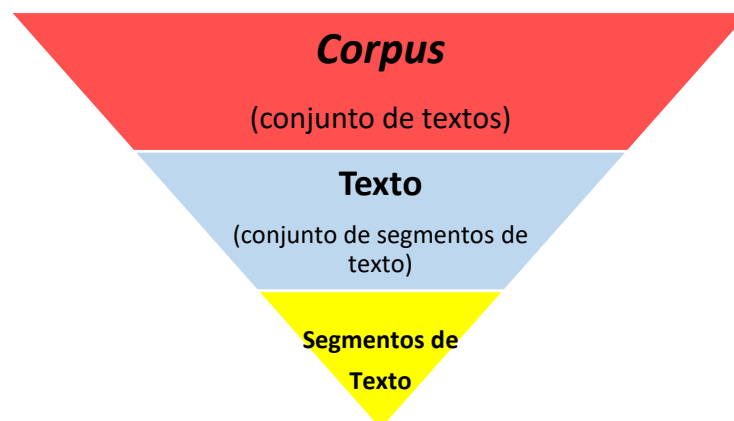 Corpus
(conjunto de textos)
Texto
(conjunto de segmentos de
texto)
Segmentos de
Texto